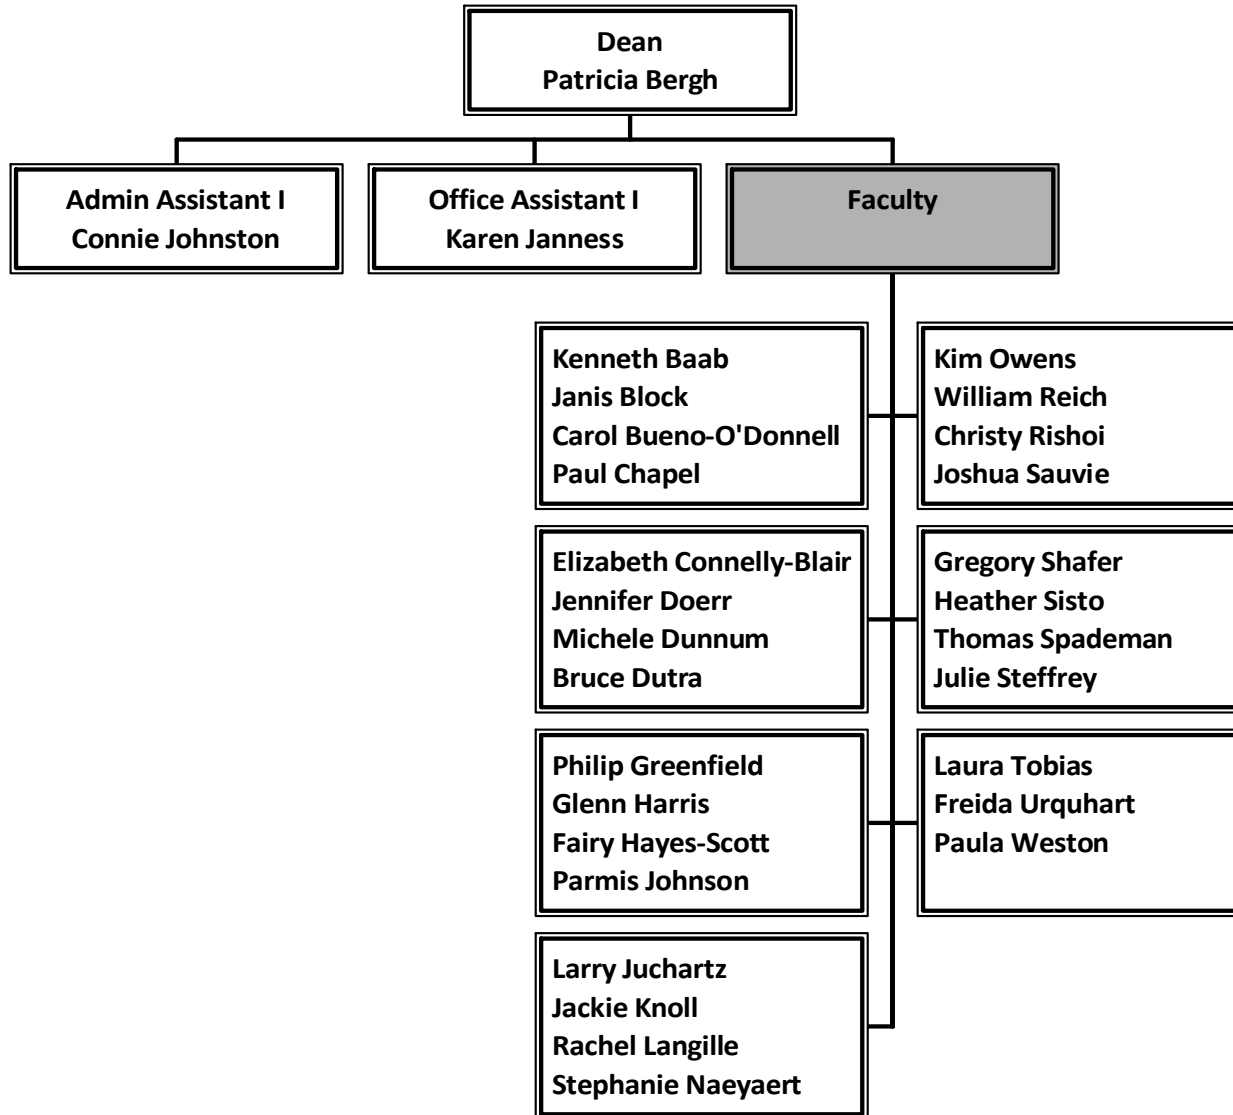 Dean
Patricia Bergh
Admin Assistant I
Connie Johnston
Office Assistant I
Karen Janness
Faculty
Kenneth Baab
Janis Block
Carol Bueno-O'Donnell
Paul Chapel
Kim Owens
William Reich
Christy Rishoi
Joshua Sauvie
Elizabeth Connelly-Blair
Jennifer Doerr
Michele Dunnum
Bruce Dutra
Gregory Shafer
Heather Sisto
Thomas Spademan
Julie Steffrey
Philip Greenfield
Glenn Harris
Fairy Hayes-Scott
Parmis Johnson
Laura Tobias
Freida Urquhart
Paula Weston
Larry Juchartz
Jackie Knoll
Rachel Langille
Stephanie Naeyaert